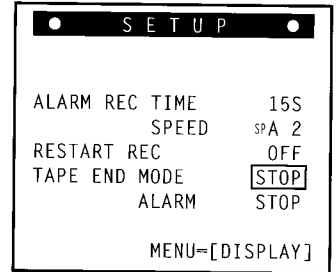 SETUP
ALARM REC TIME 15S
SPEED SPA 2
RESTART REC OFF
TAPE END MODE STOP
ALARM STOP
MENU=[DISPLAY]